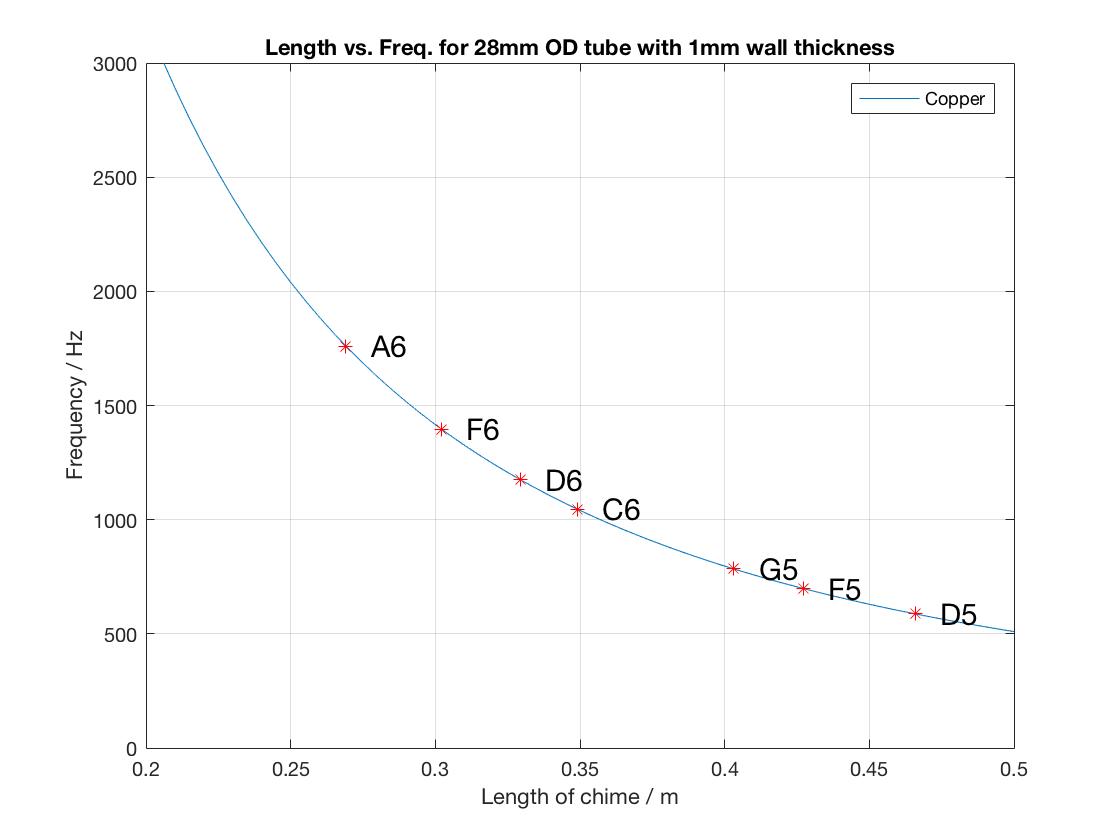 Length vs. Freq. for 28mm OD tube with 1mm wall thickness
3000
2500
2000
1500
1000
500
0
Frequency / Hz
Copper
A6
F6
D6
C6
G5
F5
D5
0.2 0.25 0.3 0.35 0.4 0.45 0.5
Length of chime / m